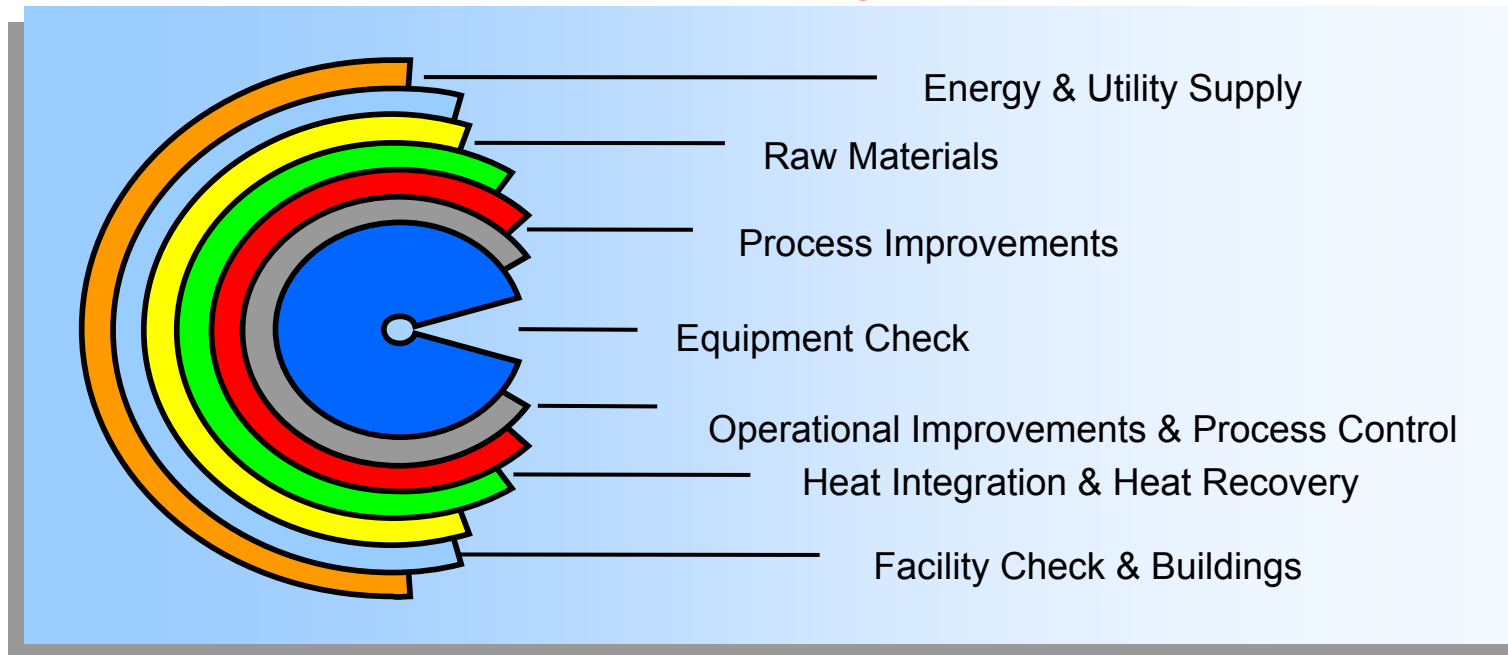 Energy & Utility Supply
Raw Materials
Process Improvements
Equipment Check
Operational Improvements & Process Control
Heat Integration & Heat Recovery
Facility Check & Buildings